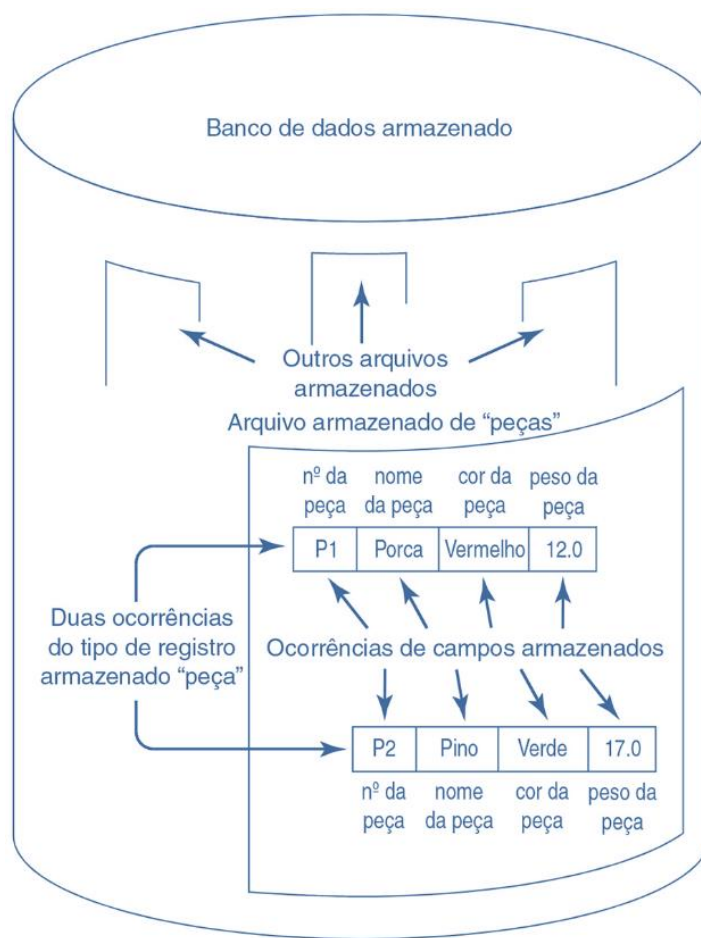 Banco de dados armazenado
Outros arquivos
armazenados
Arquivo armazenado de “peças”
nº da
peça
nome
da peça
cor da
peça
peso da
peça
P1 Porca Vermelho 12.0
Duas ocorrências
do tipo de registro
armazenado “peça”
Ocorrências de campos armazenados
P2 Pino Verde 17.0
nº da
peça
nome
da peça
cor da
peça
peso da
peça